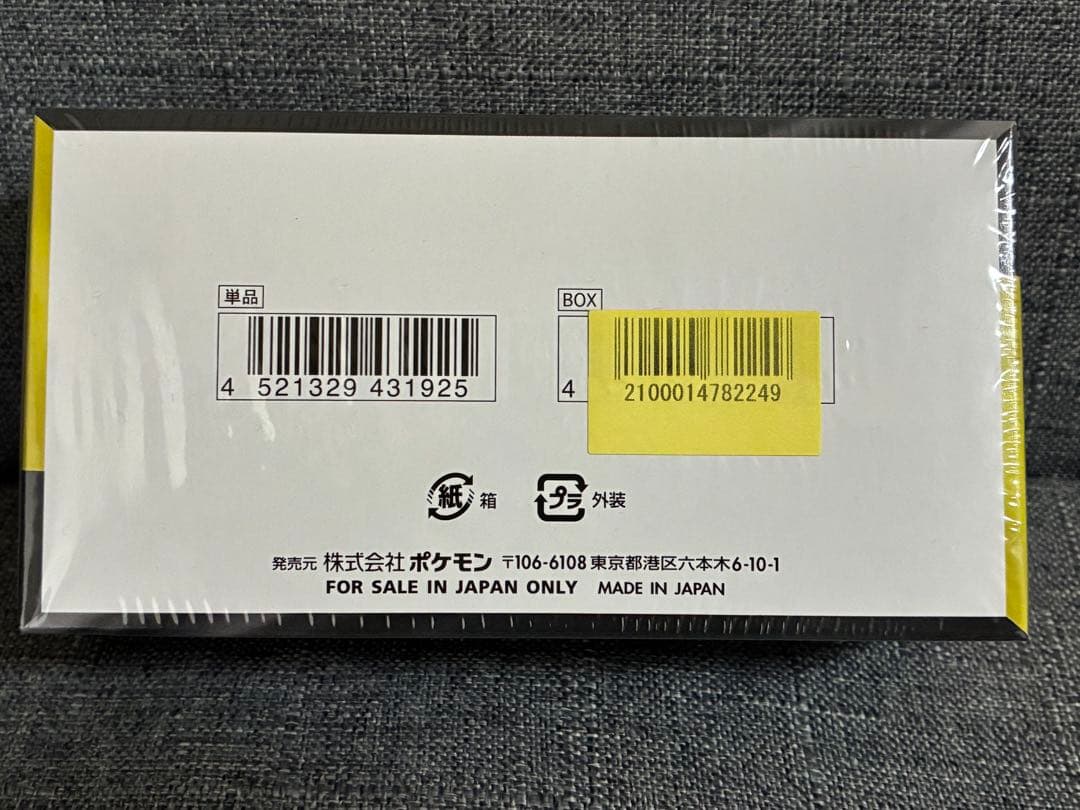 単品
4 521329 431925
BOX
4
2100014782249
紙 箱
プラ 外装
発売元 株式会社 ポケモン 〒106-6108 東京都港区六本木6-10-1
FOR SALE IN JAPAN ONLY MADE IN JAPAN